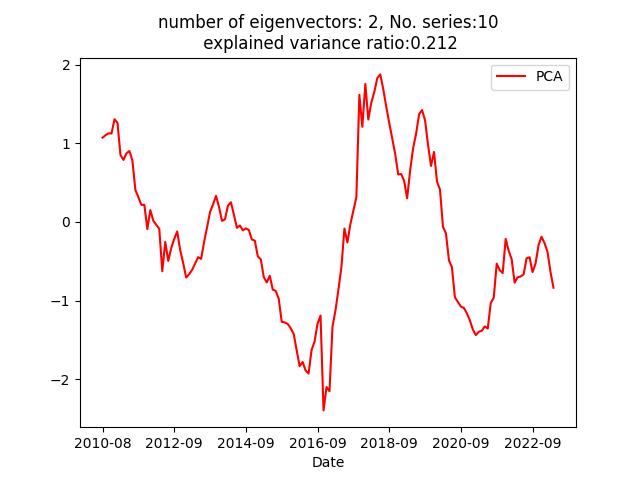 number of eigenvectors: 2, No. series:10
explained variance ratio:0.212
PCA
2
1
0
−1
−2
2010-08 2012-09 2014-09 2016-09 2018-09 2020-09 2022-09
Date